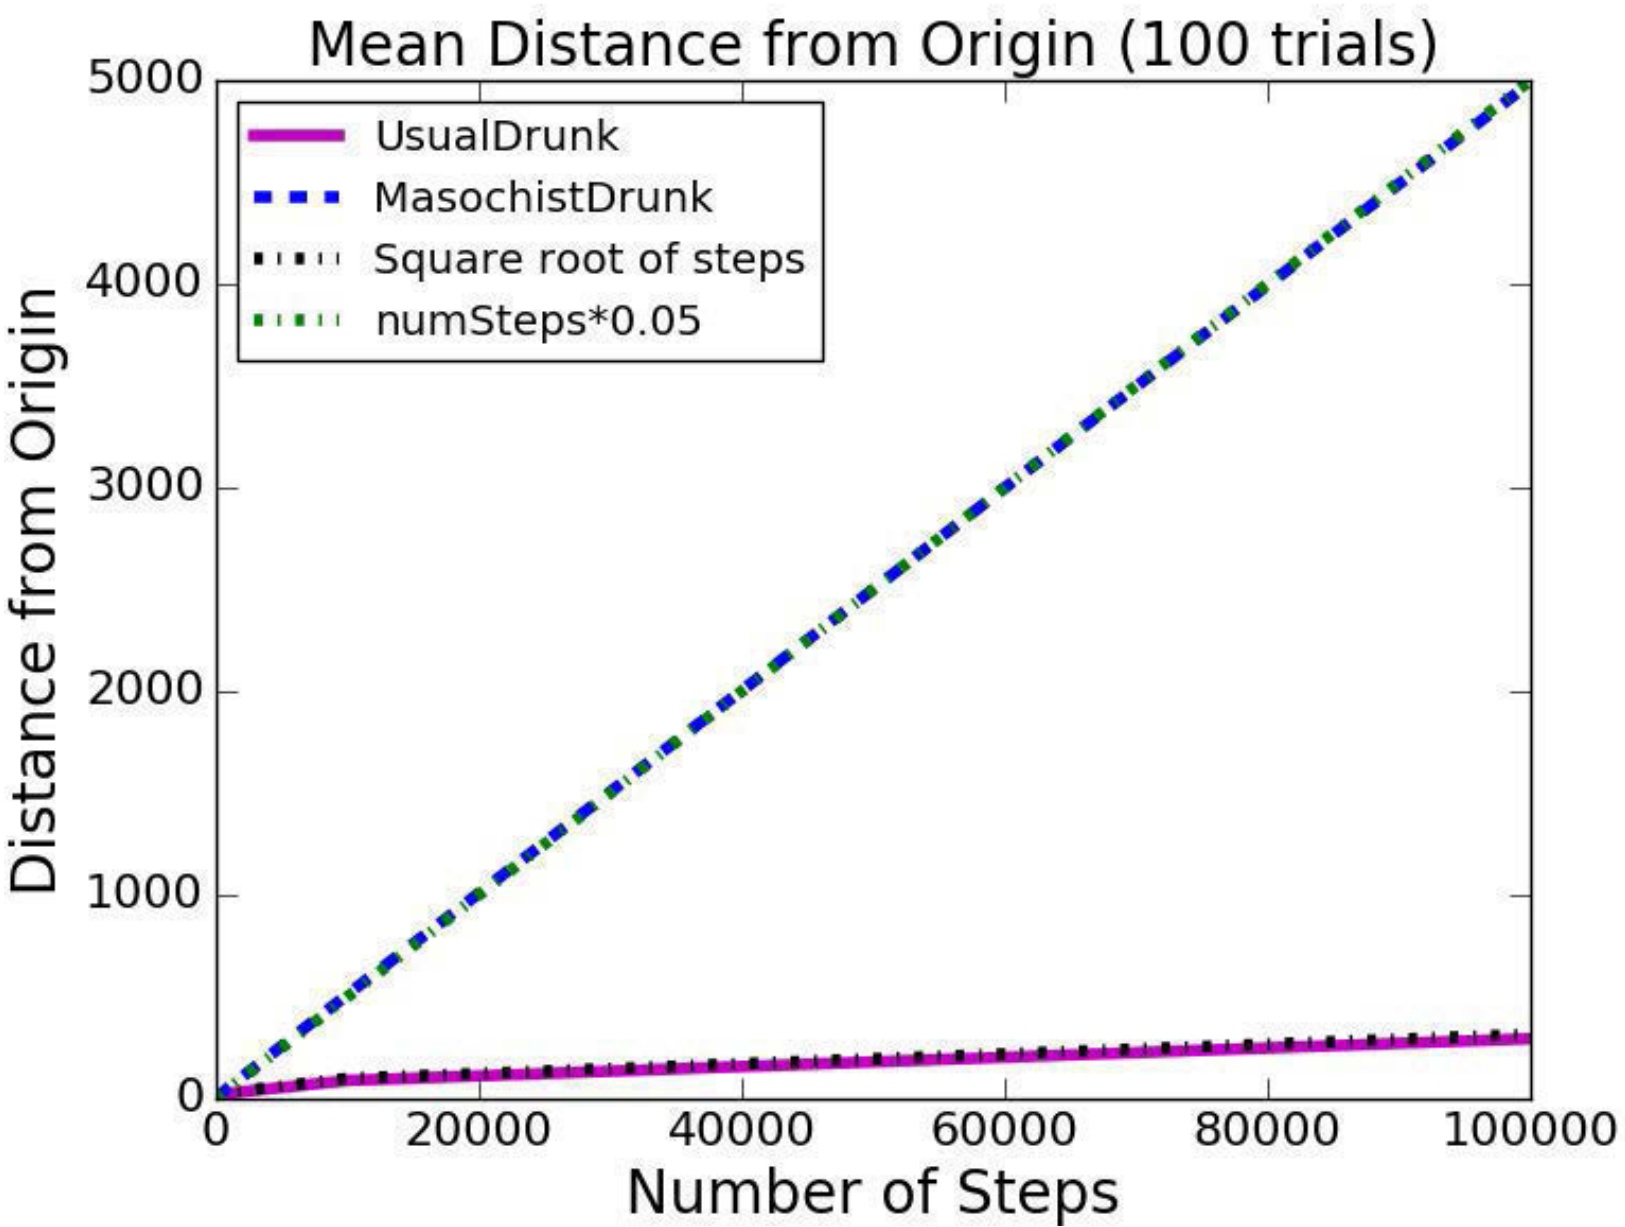 Mean Distance from Origin (100 trials)
5000
4000
3000
2000
1000
0
Distance from Origin
UsualDrunk
MasochistDrunk
Square root of steps
numSteps*0.05
0 20000 40000 60000 80000 100000
Number of Steps